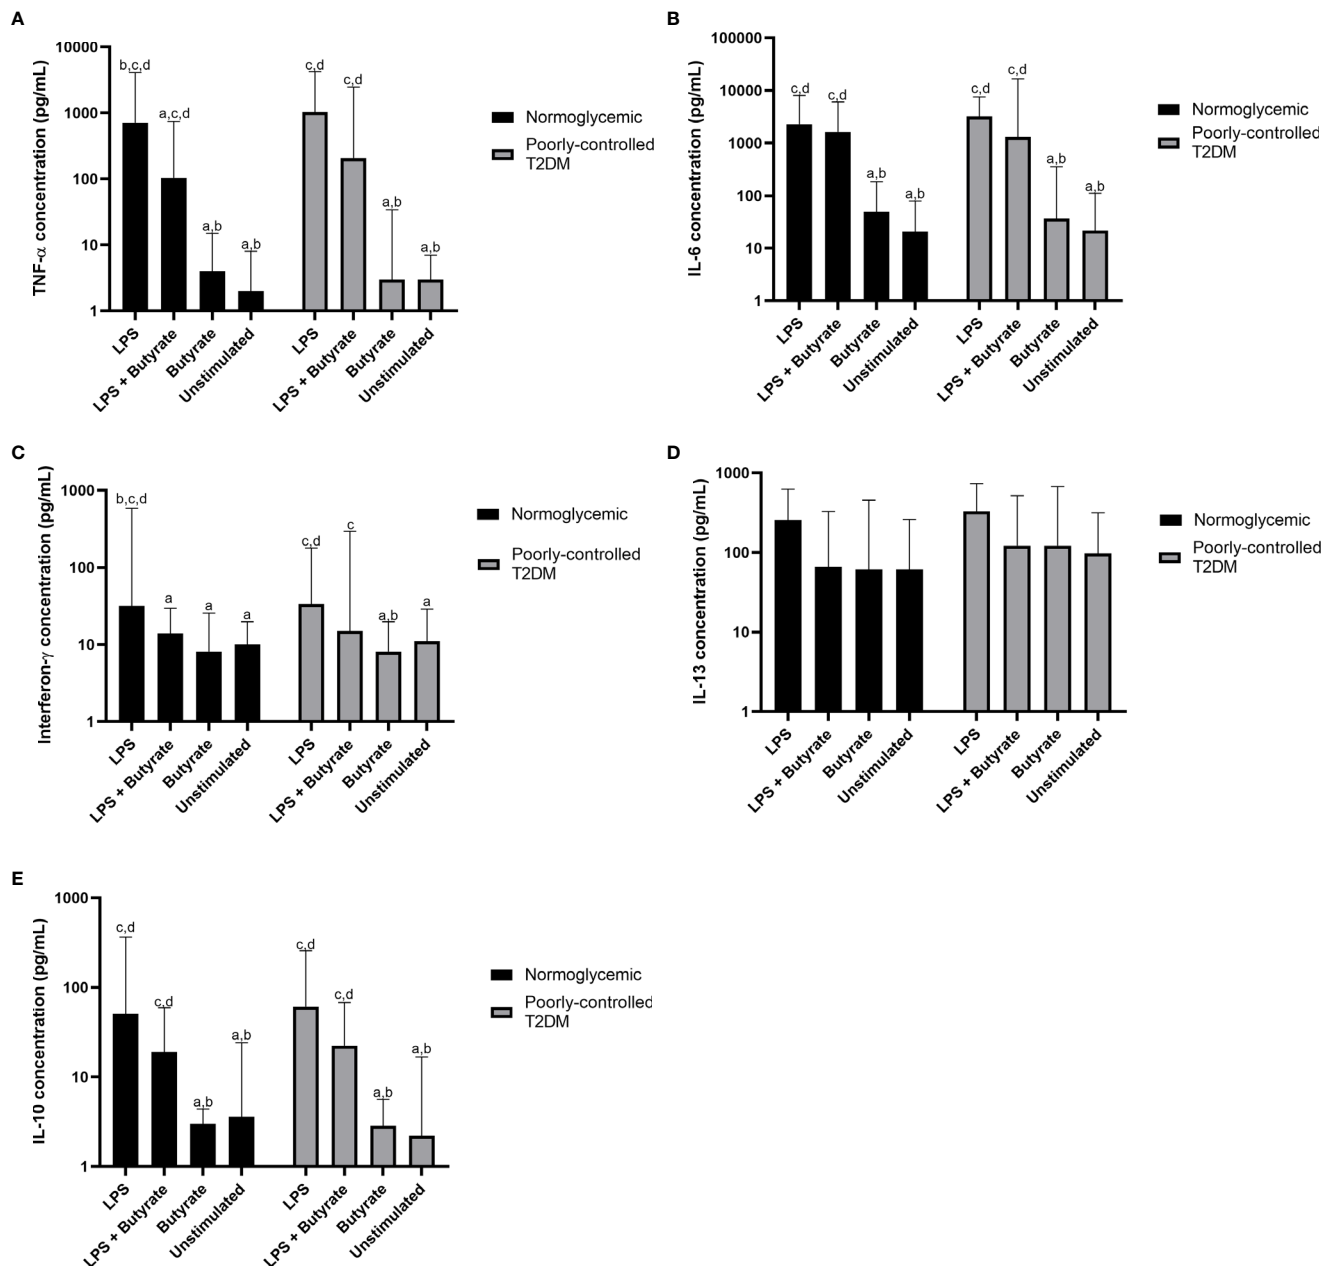 A
TNF-α concentration (pg/mL)
10000
1000
100
10
1
b,c,d
a,c,d
a,b
a,b
c,d
c,d
a,b
a,b
LPS
LPS + Butyrate
Butyrate
Unstimulated
LPS
LPS + Butyrate
Butyrate
Unstimulated
Normoglycemic
Poorly-controlled
T2DM
B
IL-6 concentration (pg/mL)
100000
10000
1000
100
10
1
c,d
c,d
a,b
a,b
c,d
c,d
a,b
a,b
LPS
LPS + Butyrate
Butyrate
Unstimulated
LPS
LPS + Butyrate
Butyrate
Unstimulated
Normoglycemic
Poorly-controlled
T2DM
C
Interferon-γ concentration (pg/mL)
1000
100
10
1
b,c,d
a
a
a
c,d
c
a,b
a
LPS
LPS + Butyrate
Butyrate
Unstimulated
LPS
LPS + Butyrate
Butyrate
Unstimulated
Normoglycemic
Poorly-controlled
T2DM
D
IL-13 concentration (pg/mL)
1000
100
10
1
LPS
LPS + Butyrate
Butyrate
Unstimulated
LPS
LPS + Butyrate
Butyrate
Unstimulated
Normoglycemic
Poorly-controlled
T2DM
E
IL-10 concentration (pg/mL)
1000
100
10
1
c,d
c,d
a,b
a,b
c,d
c,d
a,b
a,b
LPS
LPS + Butyrate
Butyrate
Unstimulated
LPS
LPS + Butyrate
Butyrate
Unstimulated
Normoglycemic
Poorly-controlled
T2DM